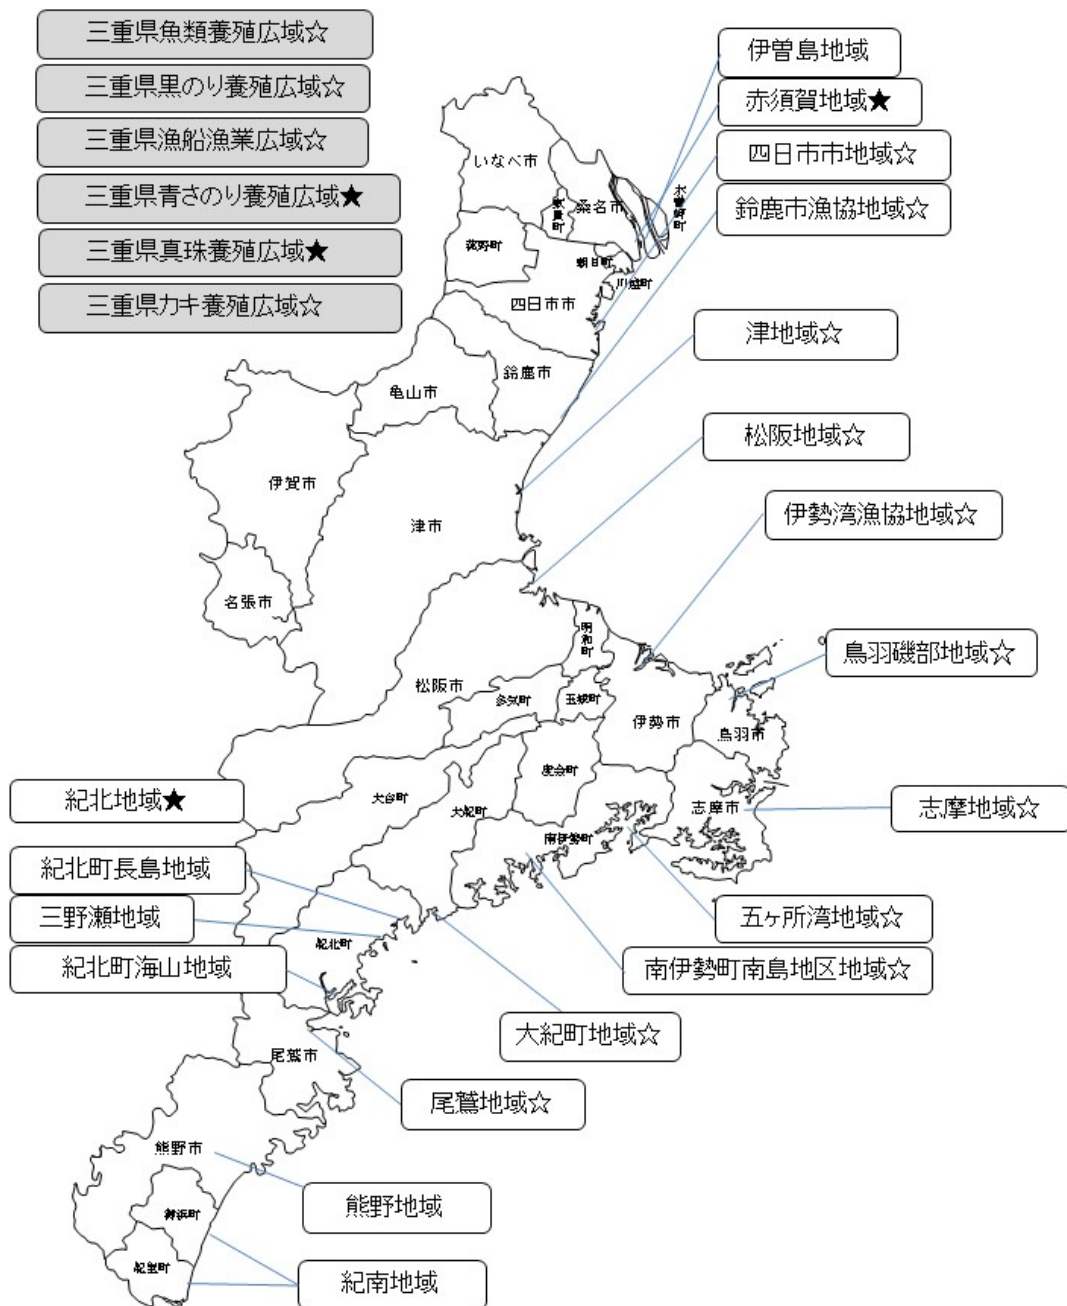 三重県魚類養殖広域☆
三重県黒のり養殖広域☆
三重県漁船漁業広域☆
三重県青さのり養殖広域★
三重県真珠養殖広域★
三重県カキ養殖広域☆
伊曽島地域
赤須賀地域★
四日市市地域☆
鈴鹿市漁協地域☆
津地域☆
松阪地域☆
伊勢湾漁協地域☆
鳥羽磯部地域☆
志摩地域☆
五ヶ所湾地域☆
南伊勢町南島地区地域☆
大紀町地域☆
尾鷲地域☆
熊野地域
紀南地域
紀北地域★
紀北町長島地域
三野瀬地域
紀北町海山地域
いなべ市
東員町
桑名市
木曽岬町
菰野町
朝日町
川越町
四日市市
鈴鹿市
亀山市
伊賀市
津市
名張市
明和町
松阪市
多気町
玉城町
伊勢市
鳥羽市
度会町
大台町
大紀町
志摩市
南伊勢町
紀北町
尾鷲市
熊野市
御浜町
紀宝町